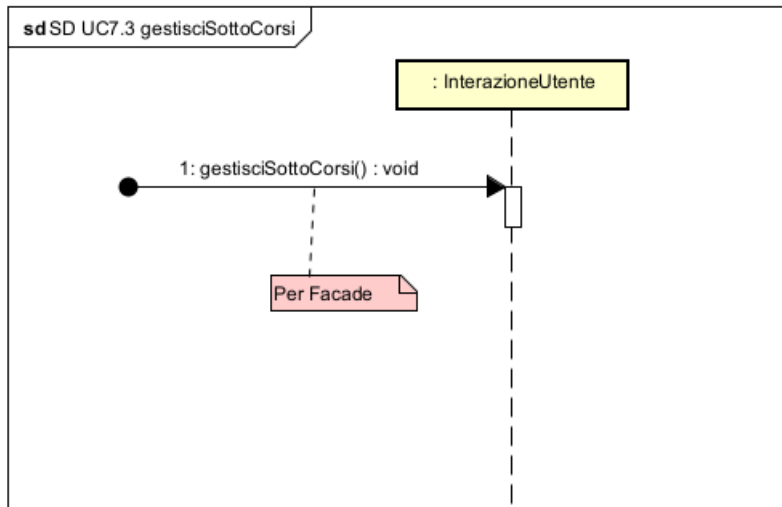 sd SD UC7.3 gestisciSottoCorsi
: InterazioneUtente
1: gestisciSottoCorsi() : void
Per Facade